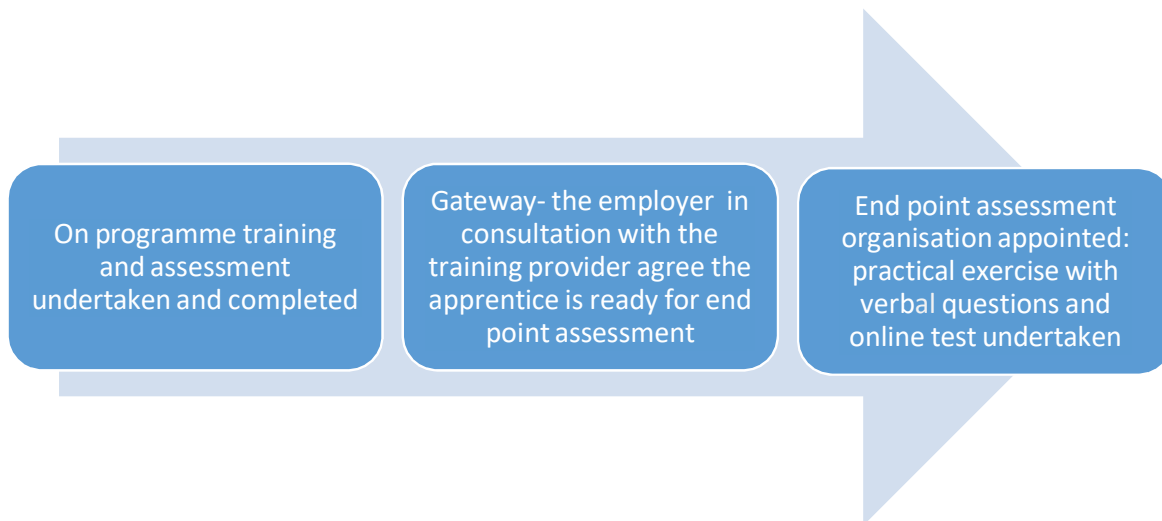 On programme training
and assessment
undertaken and completed
Gateway- the employer in
consultation with the
training provider agree the
apprentice is ready for end
point assessment
End point assessment
organisation appointed:
practical exercise with
verbal questions and
online test undertaken